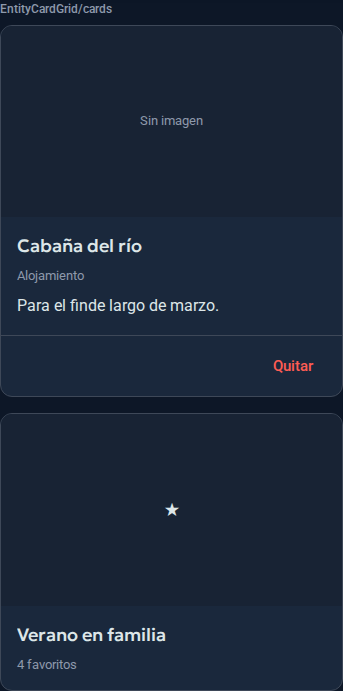 EntityCardGrid/cards
Sin imagen
Cabaña del río
Alojamiento
Para el finde largo de marzo.
Quitar
★
Verano en familia
4 favoritos